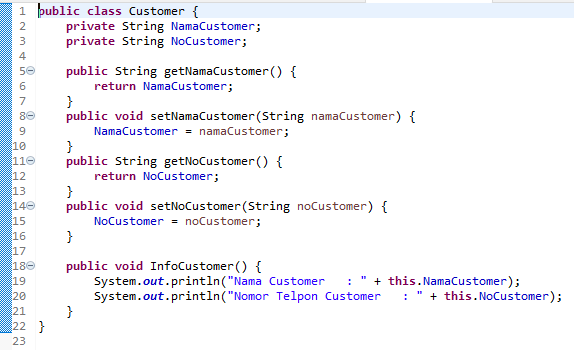 1 public class Customer {
2     private String NamaCustomer;
3     private String NoCustomer;
4
5     public String getNamaCustomer() {
6         return NamaCustomer;
7     }
8     public void setNamaCustomer(String namaCustomer) {
9         NamaCustomer = namaCustomer;
10     }
11     public String getNoCustomer() {
12         return NoCustomer;
13     }
14     public void setNoCustomer(String noCustomer) {
15         NoCustomer = noCustomer;
16     }
17
18     public void InfoCustomer() {
19         System.out.println("Nama Customer   : " + this.NamaCustomer);
20         System.out.println("Nomor Telpon Customer   : " + this.NoCustomer);
21     }
22 }
23